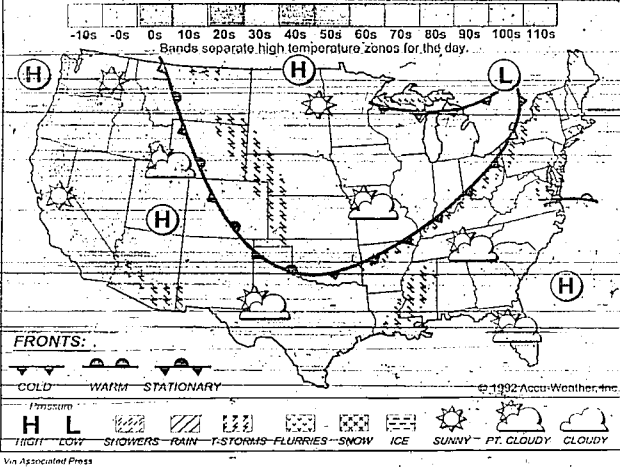 -10s -0s 0s 10s 20s 30s 40s 50s 60s 70s 80s 90s 100s 110s
Bands separate high temperature zones for the day.
H
H
L
H
H
FRONTS:
COLD WARM STATIONARY
© 1992 Accu-Weather, Inc.
Pressure
H L
HIGH LOW SHOWERS RAIN T-STORMS FLURRIES SNOW ICE SUNNY PT. CLOUDY CLOUDY
Via Associated Press